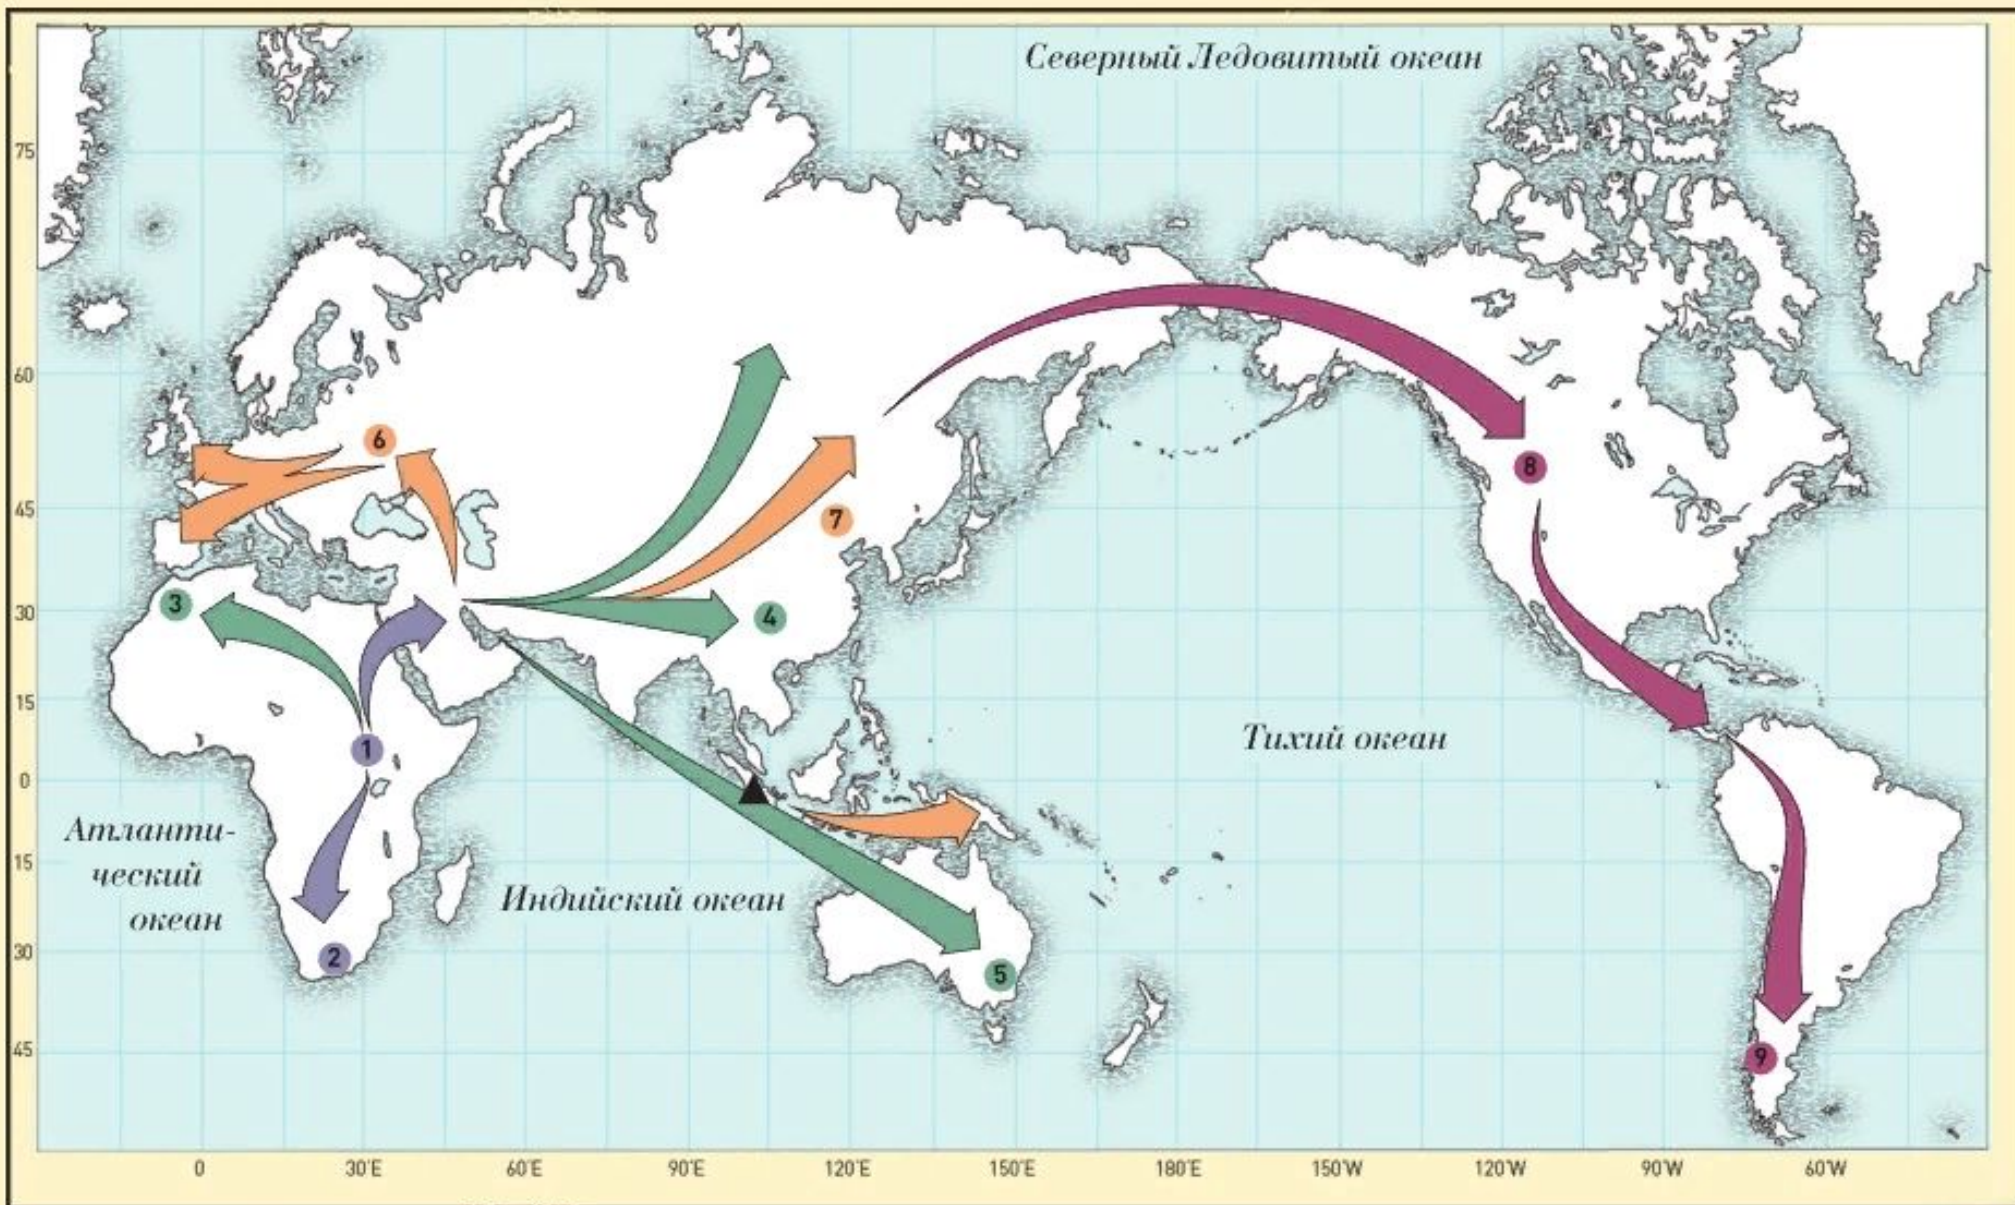 Северный Ледовитый океан
75
60
6
8
45
7
3
30
4
15
1
Тихий океан
0
Атланти-
ческий
океан
15
Индийский океан
30
2
5
45
9
0
30°E
60°E
90°E
120°E
150°E
180°E
150°W
120°W
90°W
60°W